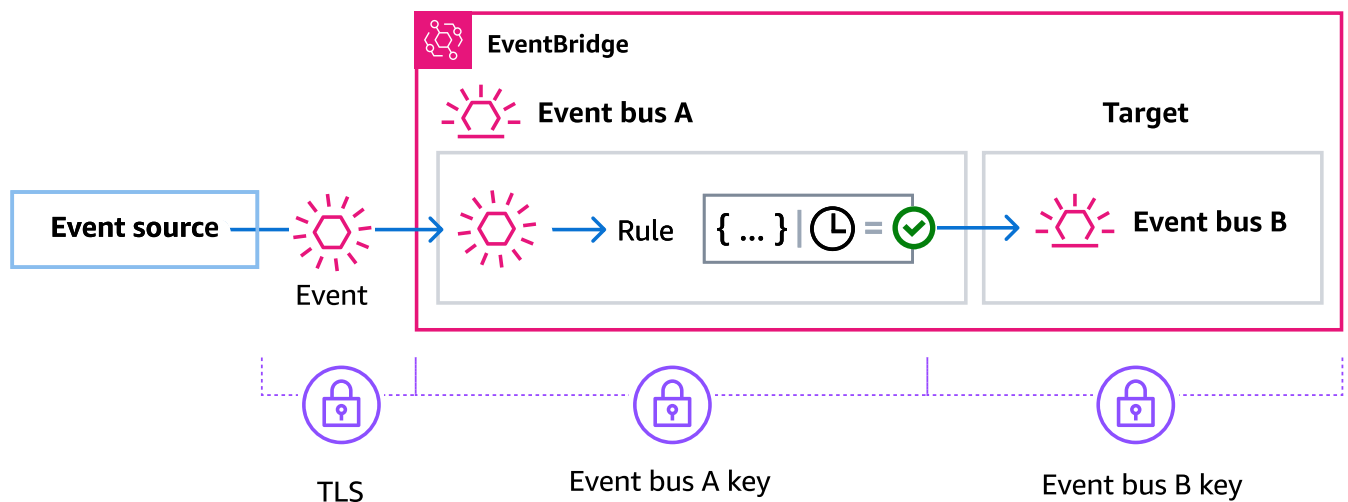 EventBridge
Event bus A
Target
Event source
Event
Rule
{ ... } | =
Event bus B
TLS
Event bus A key
Event bus B key